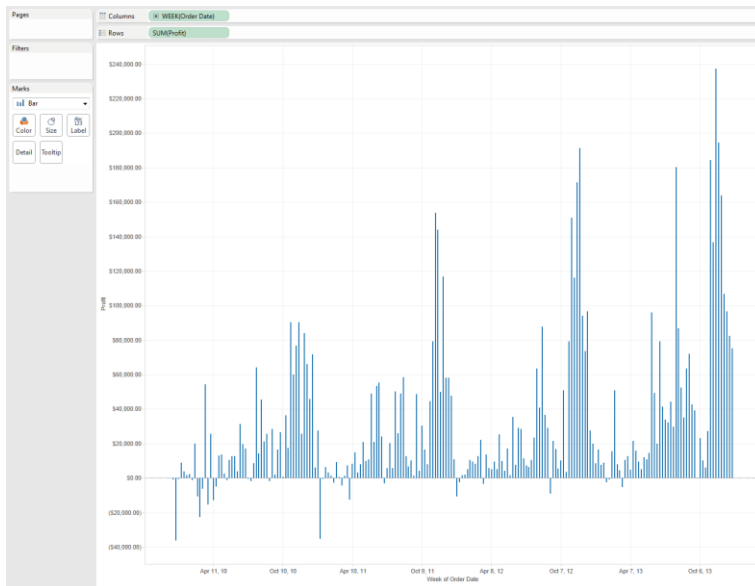 Pages
Columns
WEEK(Order Date)
Rows
SUM(Profit)
Filters
Marks
Bar
Color Size Label
Detail Tooltip
Profit
$240,000.00
$220,000.00
$200,000.00
$180,000.00
$160,000.00
$140,000.00
$120,000.00
$100,000.00
$80,000.00
$60,000.00
$40,000.00
$20,000.00
$0.00
($20,000.00)
($40,000.00)
Apr 11, 10 Oct 10, 10 Apr 10, 11 Oct 9, 11 Apr 8, 12 Oct 7, 12 Apr 7, 13 Oct 6, 13
Week of Order Date